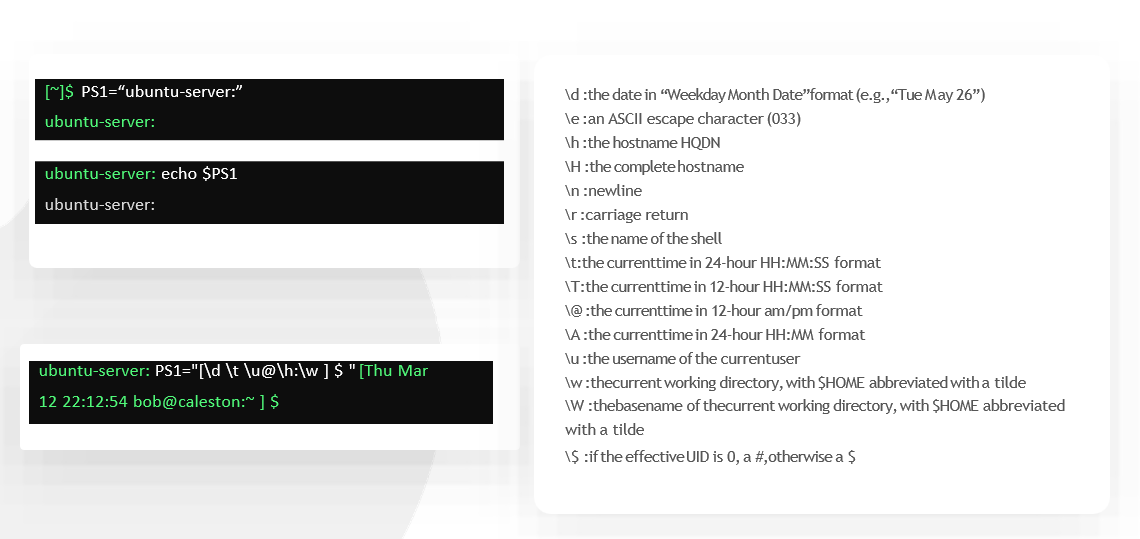 [~]$ PS1=“ubuntu-server:”
ubuntu-server:
ubuntu-server: echo $PS1
ubuntu-server:
ubuntu-server: PS1="[\d \t \u@\h:\w ] $ " [Thu Mar
12 22:12:54 bob@caleston:~ ] $
\d :the date in “Weekday Month Date”format (e.g.,“Tue May 26”)
\e :an ASCII escape character (033)
\h :the hostname HQDN
\H :the complete hostname
\n :newline
\r :carriage return
\s :the name of the shell
\t:the currenttime in 24-hour HH:MM:SS format
\T:the currenttime in 12-hour HH:MM:SS format
\@ :the currenttime in 12-hour am/pm format
\A :the currenttime in 24-hour HH:MM format
\u :the username of the currentuser
\w :thecurrent working directory, with $HOME abbreviated with a tilde
\W :thebasename of thecurrent working directory, with $HOME abbreviated
with a tilde
\$ :if the effective UID is 0, a #,otherwise a $